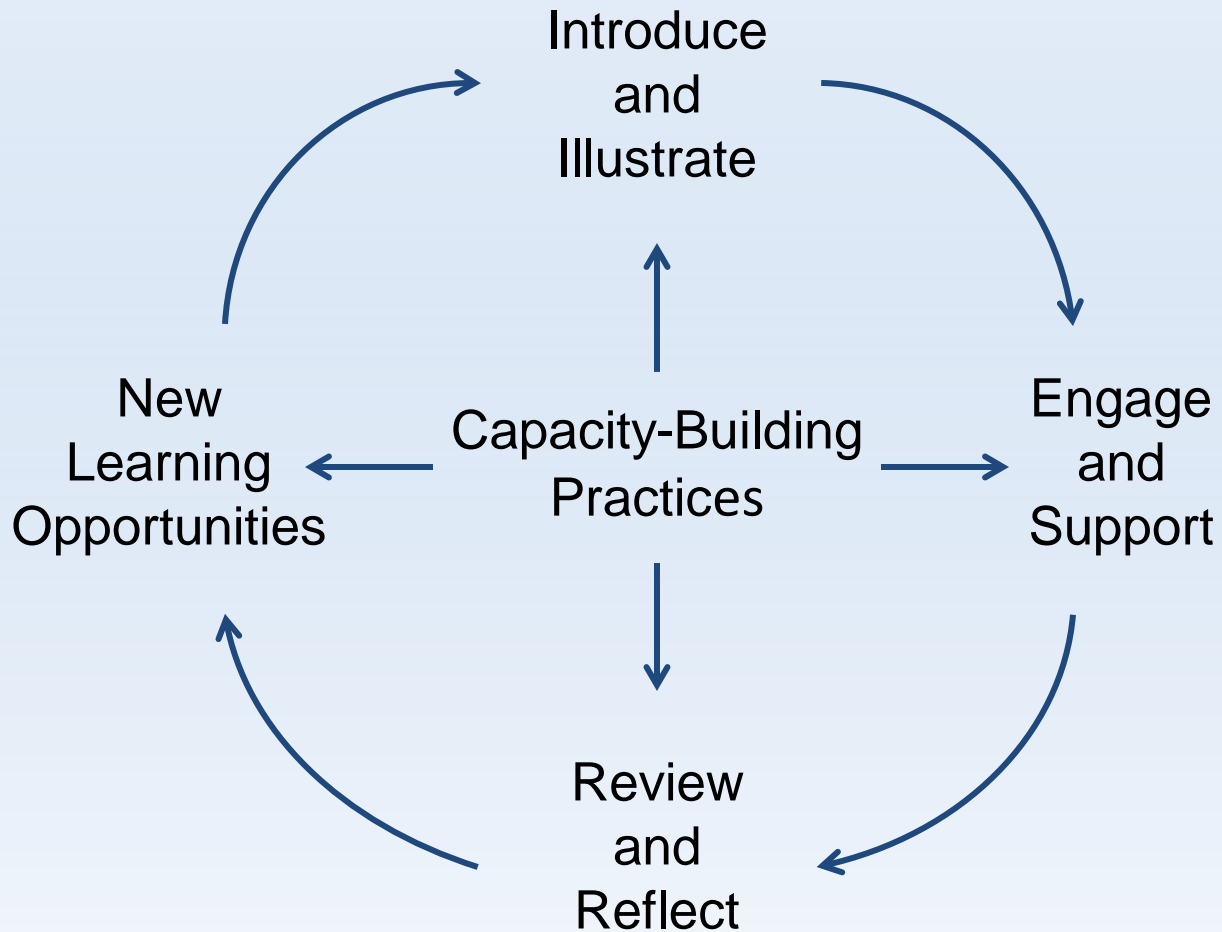 Introduce
and
Illustrate
New
Learning
Opportunities
Capacity-Building
Practices
Engage
and
Support
Review
and
Reflect